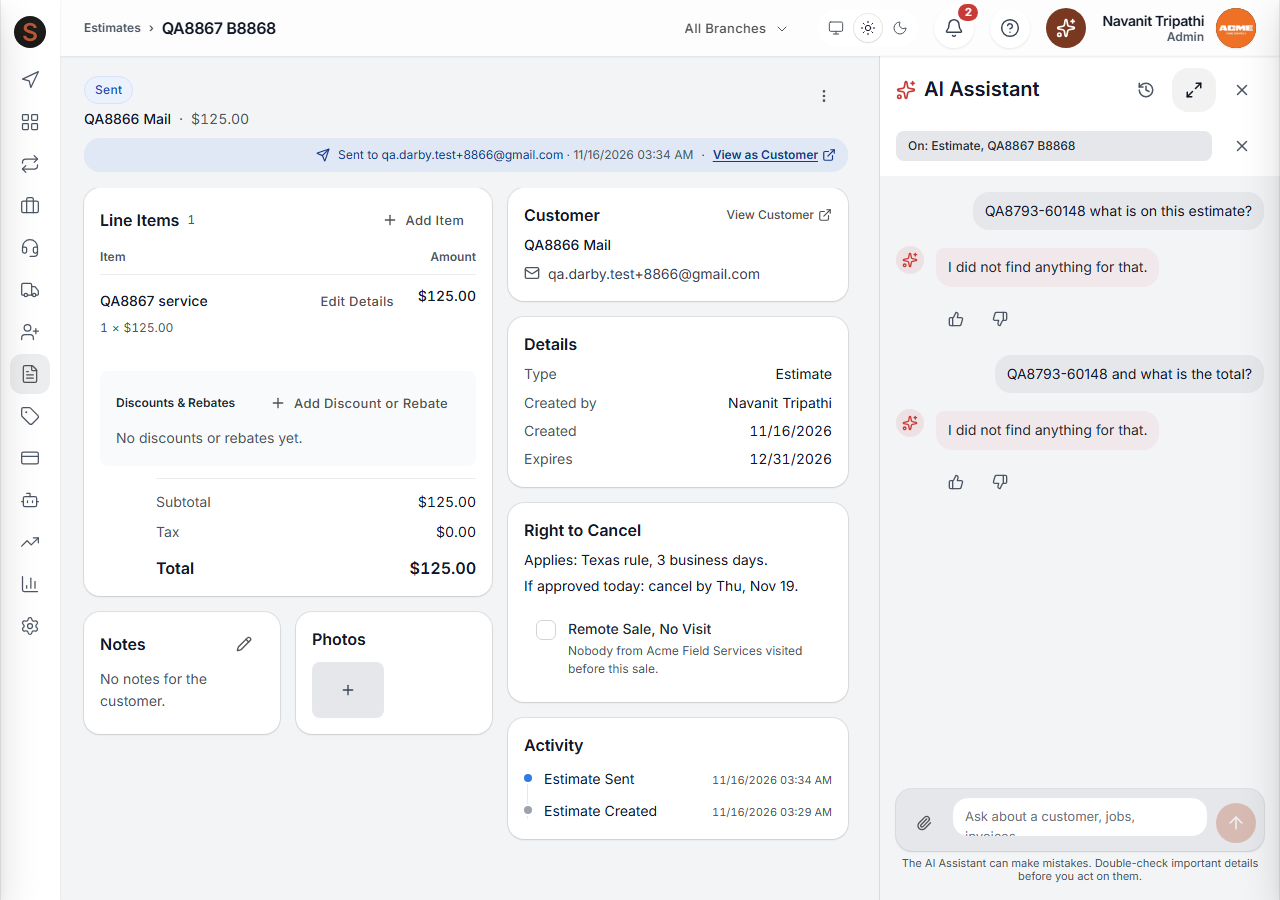 S
Estimates › QA8867 B8868
All Branches
2
Navanit Tripathi
Admin
ACME
Sent
QA8866 Mail · $125.00
Sent to qa.darby.test+8866@gmail.com · 11/16/2026 03:34 AM · View as Customer
Line Items 1
+ Add Item
Item Amount
QA8867 service Edit Details $125.00
1 × $125.00
Discounts & Rebates + Add Discount or Rebate
No discounts or rebates yet.
Subtotal $125.00
Tax $0.00
Total $125.00
Notes
No notes for the
customer.
Photos
+
Customer View Customer
QA8866 Mail
qa.darby.test+8866@gmail.com
Details
Type Estimate
Created by Navanit Tripathi
Created 11/16/2026
Expires 12/31/2026
Right to Cancel
Applies: Texas rule, 3 business days.
If approved today: cancel by Thu, Nov 19.
Remote Sale, No Visit
Nobody from Acme Field Services visited
before this sale.
Activity
Estimate Sent 11/16/2026 03:34 AM
Estimate Created 11/16/2026 03:29 AM
AI Assistant
On: Estimate, QA8867 B8868
QA8793-60148 what is on this estimate?
I did not find anything for that.
QA8793-60148 and what is the total?
I did not find anything for that.
Ask about a customer, jobs,
invoices
The AI Assistant can make mistakes. Double-check important details
before you act on them.